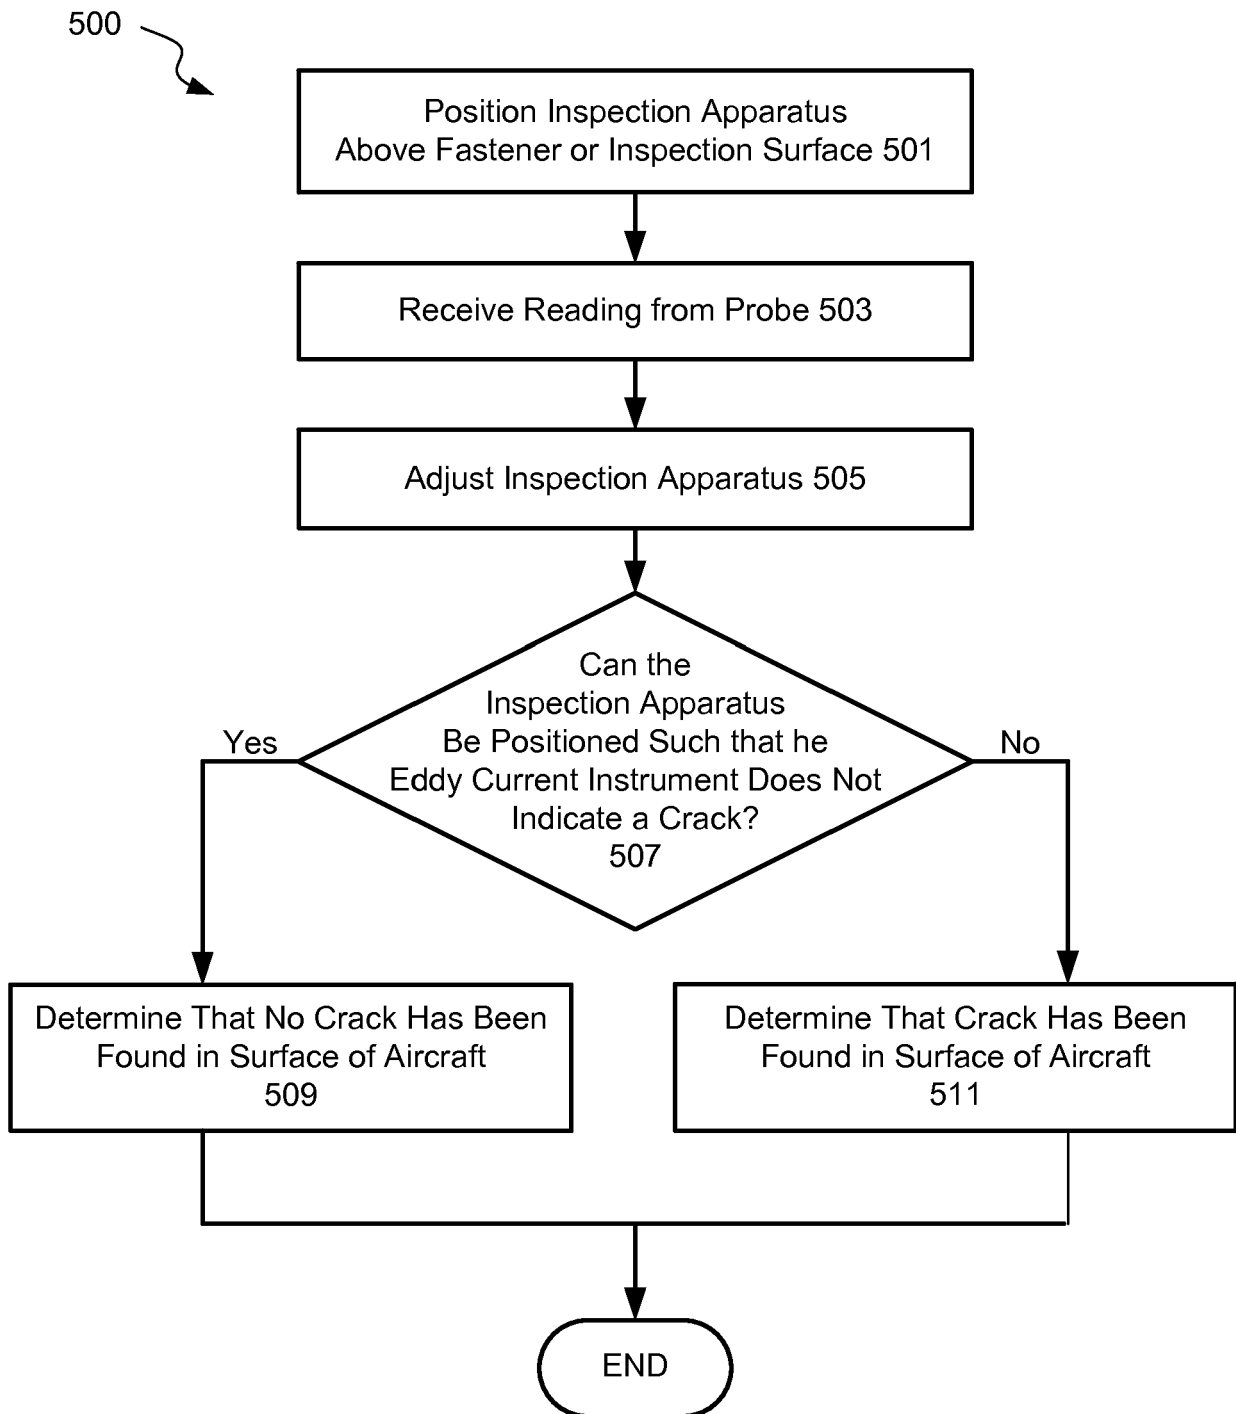 500
Position Inspection Apparatus
Above Fastener or Inspection Surface 501
Receive Reading from Probe 503
Adjust Inspection Apparatus 505
Can the
Inspection Apparatus
Be Positioned Such that he
Eddy Current Instrument Does Not
Indicate a Crack?
507
Yes
No
Determine That No Crack Has Been
Found in Surface of Aircraft
509
Determine That Crack Has Been
Found in Surface of Aircraft
511
END